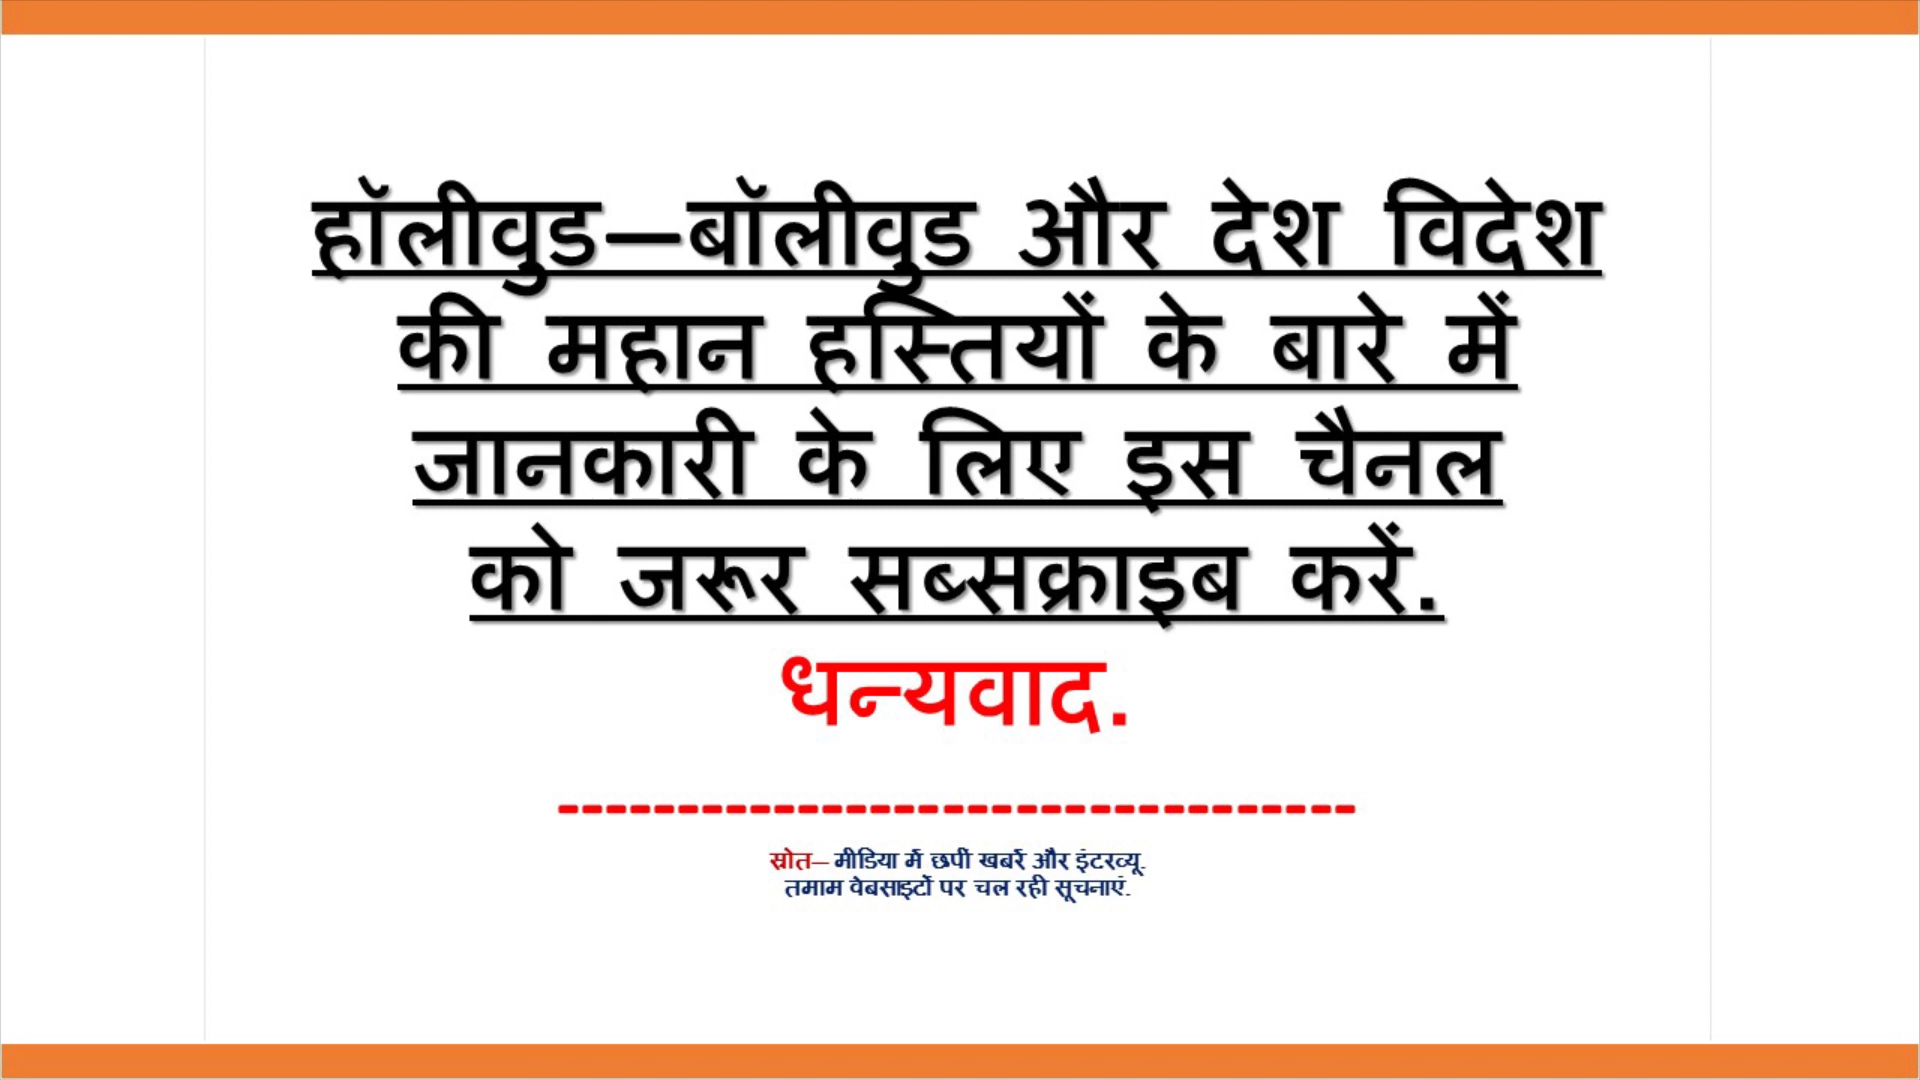 हॉलीवुड–बॉलीवुड और देश विदेश
की महान हस्तियों के बारे में
जानकारी के लिए इस चैनल
को जरूर सब्सक्राइब करें.
धन्यवाद.
---------------------------------
स्रोत– मीडिया में छपीं खबरें और इंटरव्यू.
तमाम वेबसाइटों पर चल रही सूचनाएं.